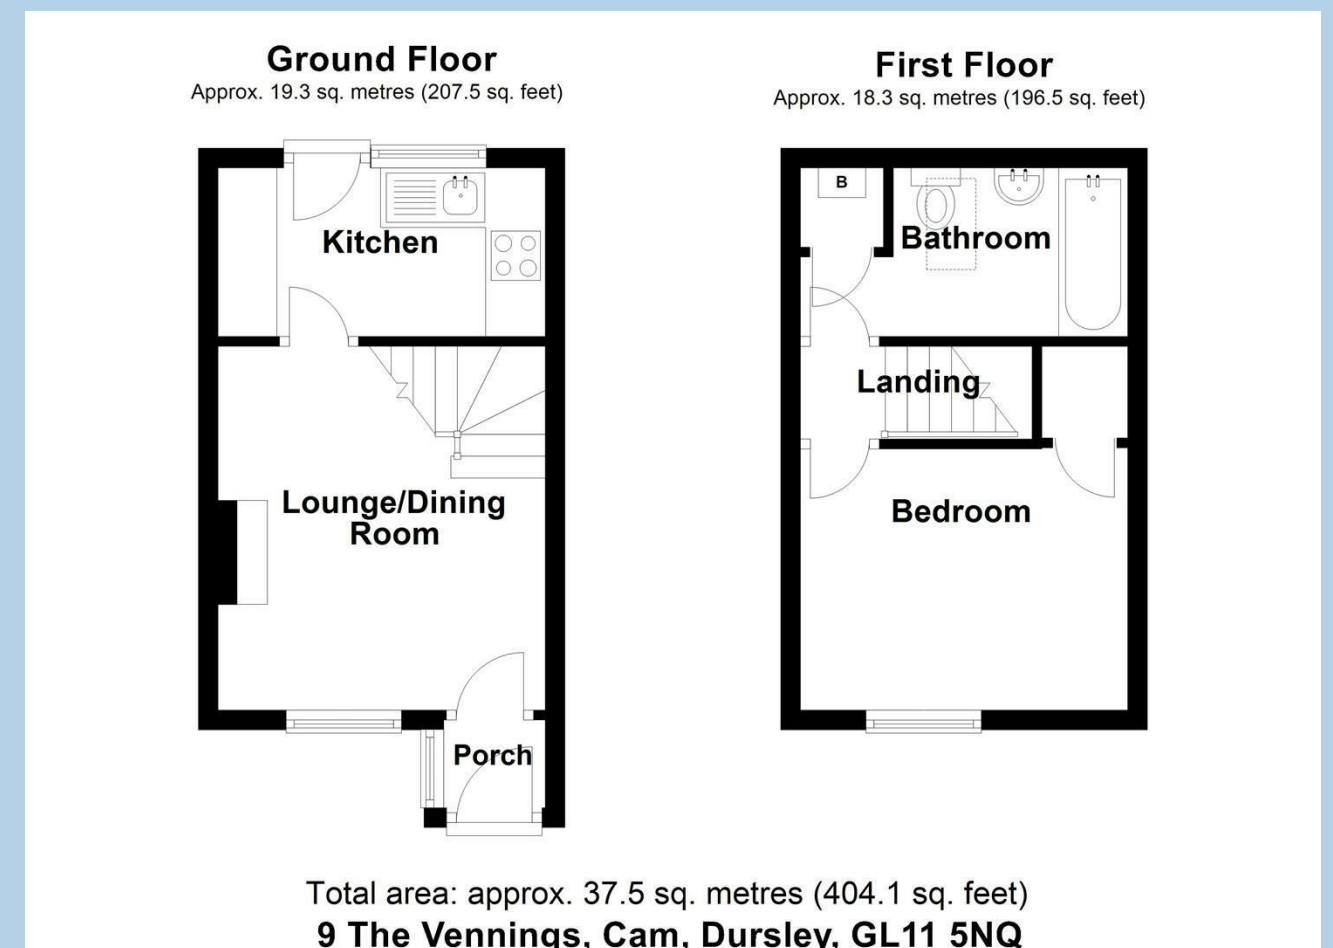 Ground Floor
Approx. 19.3 sq. metres (207.5 sq. feet)
First Floor
Approx. 18.3 sq. metres (196.5 sq. feet)
Kitchen
Lounge/Dining
Room
Porch
B
Bathroom
Landing
Bedroom
Total area: approx. 37.5 sq. metres (404.1 sq. feet)
9 The Vennings, Cam, Dursley, GL11 5NQ